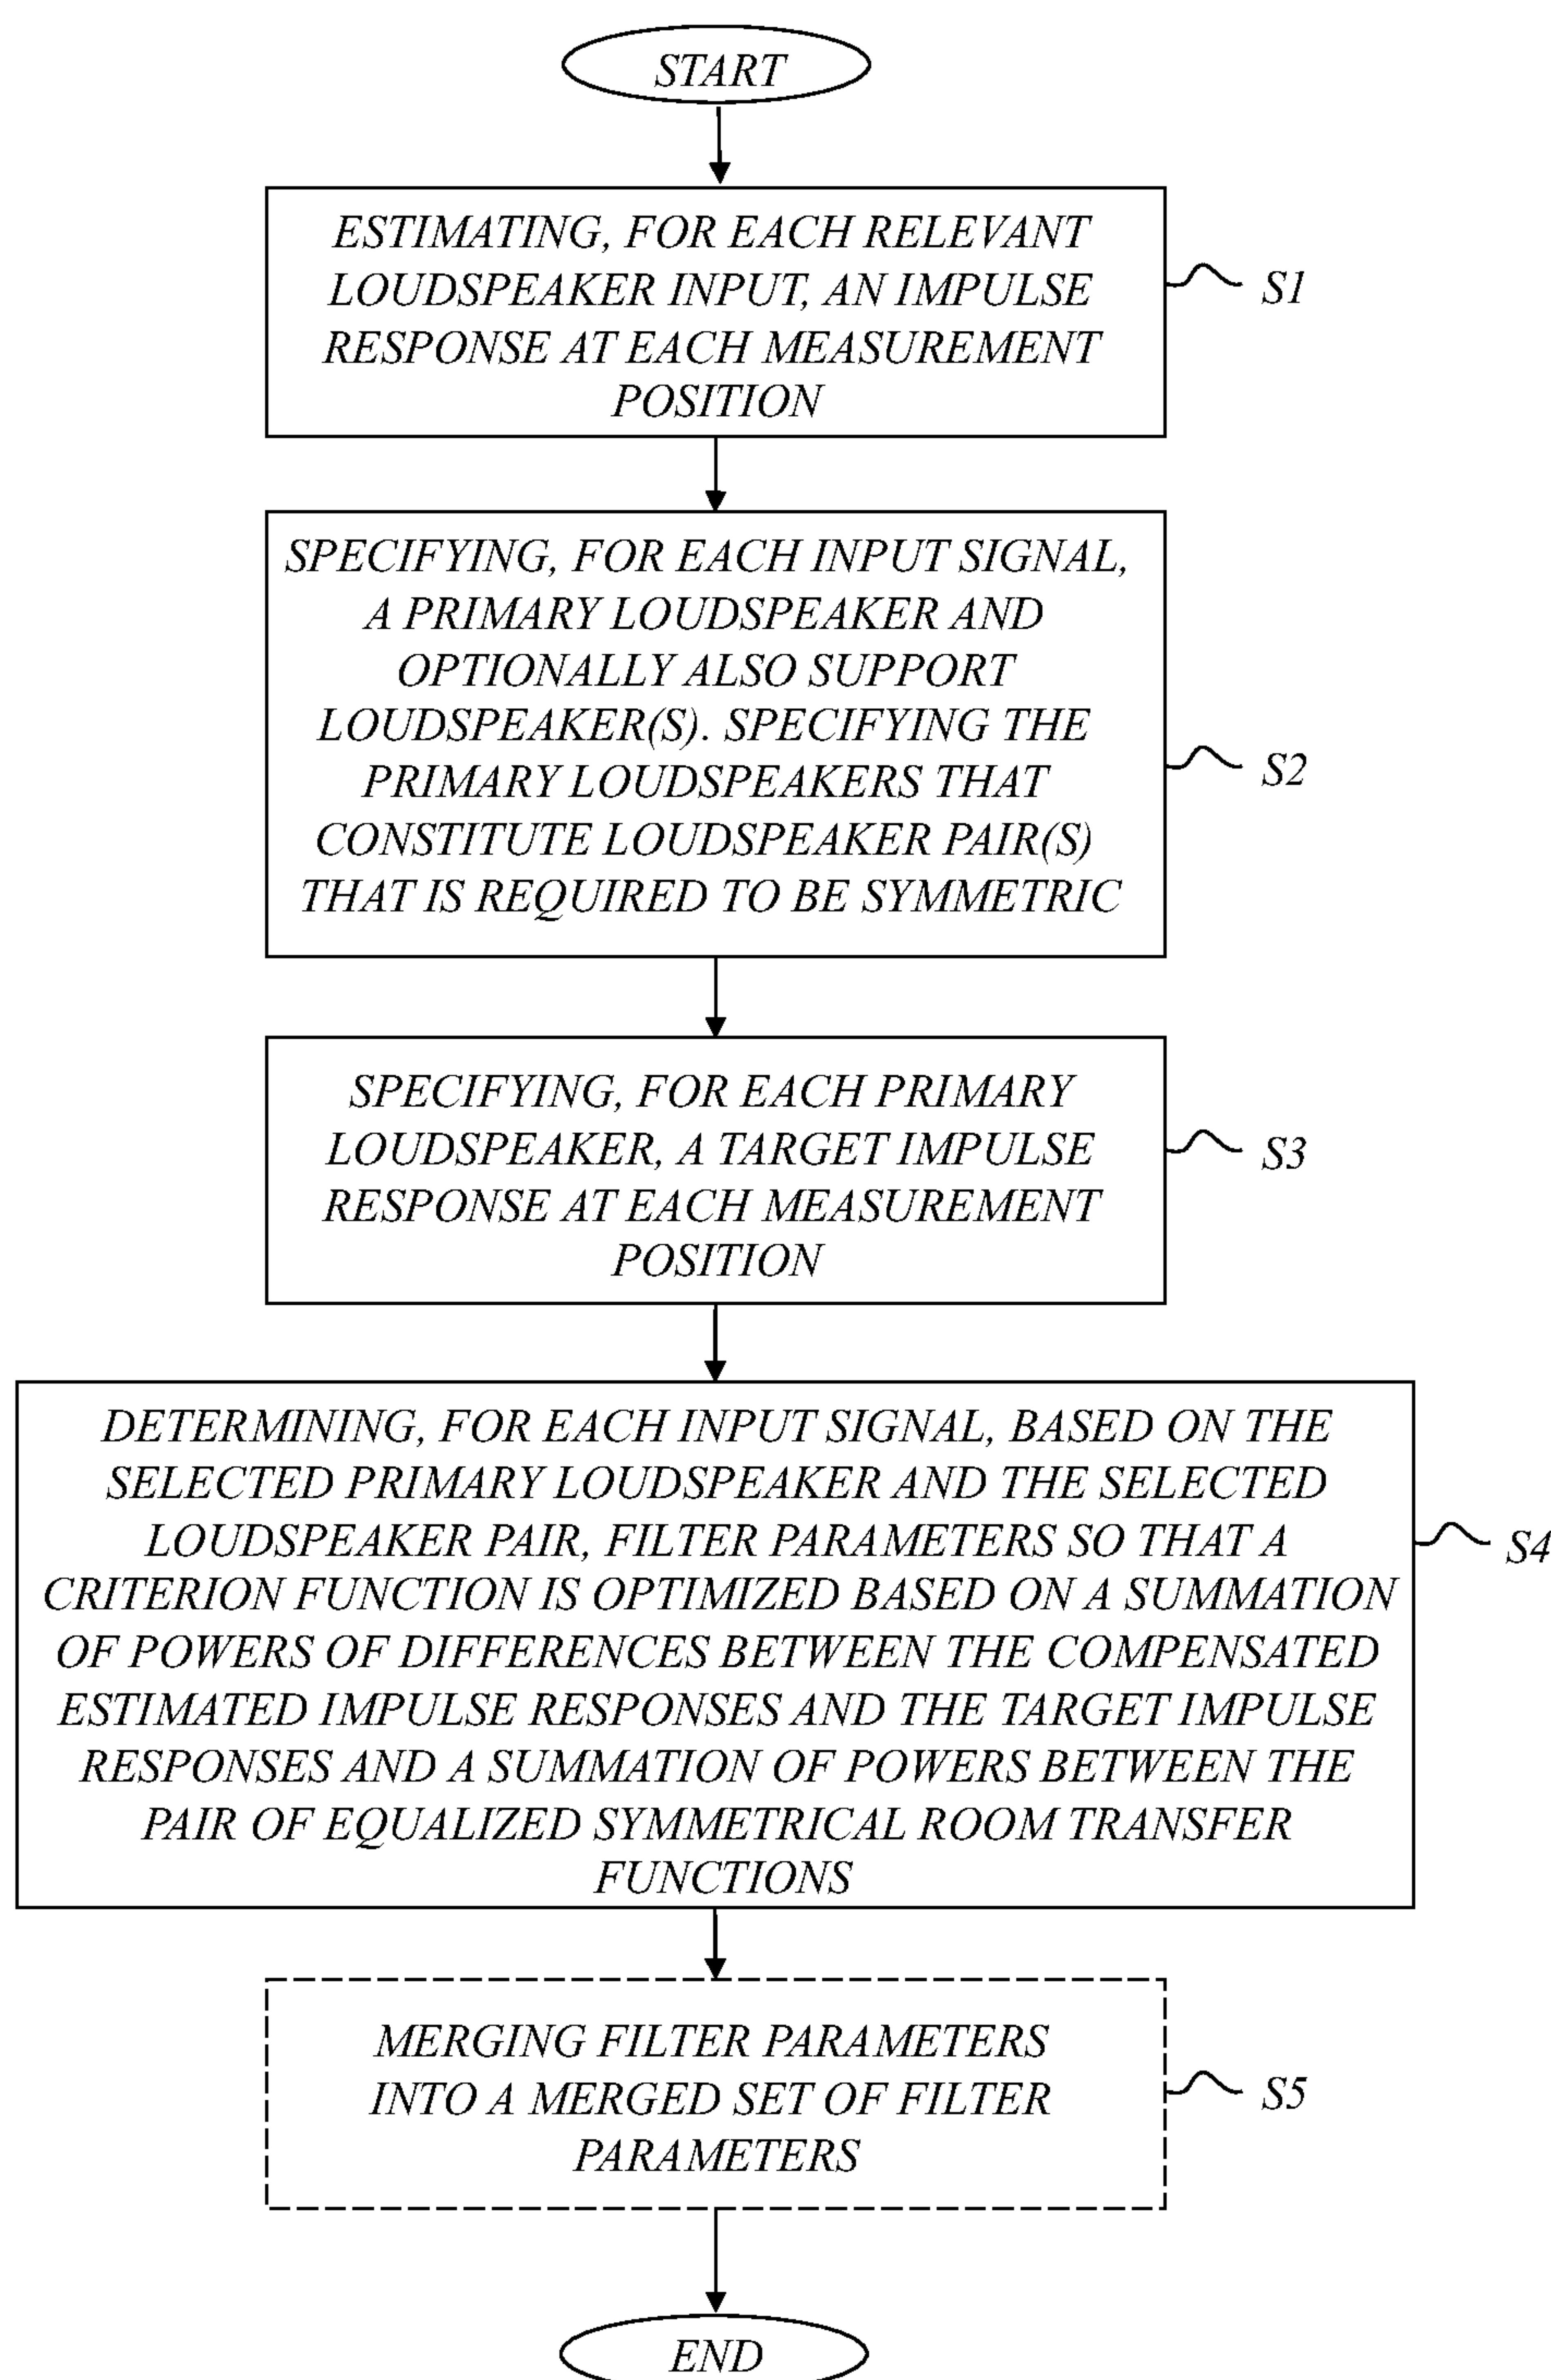 START
ESTIMATING, FOR EACH RELEVANT
LOUDSPEAKER INPUT, AN IMPULSE
RESPONSE AT EACH MEASUREMENT
POSITION
S1
SPECIFYING, FOR EACH INPUT SIGNAL,
A PRIMARY LOUDSPEAKER AND
OPTIONALLY ALSO SUPPORT
LOUDSPEAKER(S). SPECIFYING THE
PRIMARY LOUDSPEAKERS THAT
CONSTITUTE LOUDSPEAKER PAIR(S)
THAT IS REQUIRED TO BE SYMMETRIC
S2
SPECIFYING, FOR EACH PRIMARY
LOUDSPEAKER, A TARGET IMPULSE
RESPONSE AT EACH MEASUREMENT
POSITION
S3
DETERMINING, FOR EACH INPUT SIGNAL, BASED ON THE
SELECTED PRIMARY LOUDSPEAKER AND THE SELECTED
LOUDSPEAKER PAIR, FILTER PARAMETERS SO THAT A
CRITERION FUNCTION IS OPTIMIZED BASED ON A SUMMATION
OF POWERS OF DIFFERENCES BETWEEN THE COMPENSATED
ESTIMATED IMPULSE RESPONSES AND THE TARGET IMPULSE
RESPONSES AND A SUMMATION OF POWERS BETWEEN THE
PAIR OF EQUALIZED SYMMETRICAL ROOM TRANSFER
FUNCTIONS
S4
MERGING FILTER PARAMETERS
INTO A MERGED SET OF FILTER
PARAMETERS
S5
END